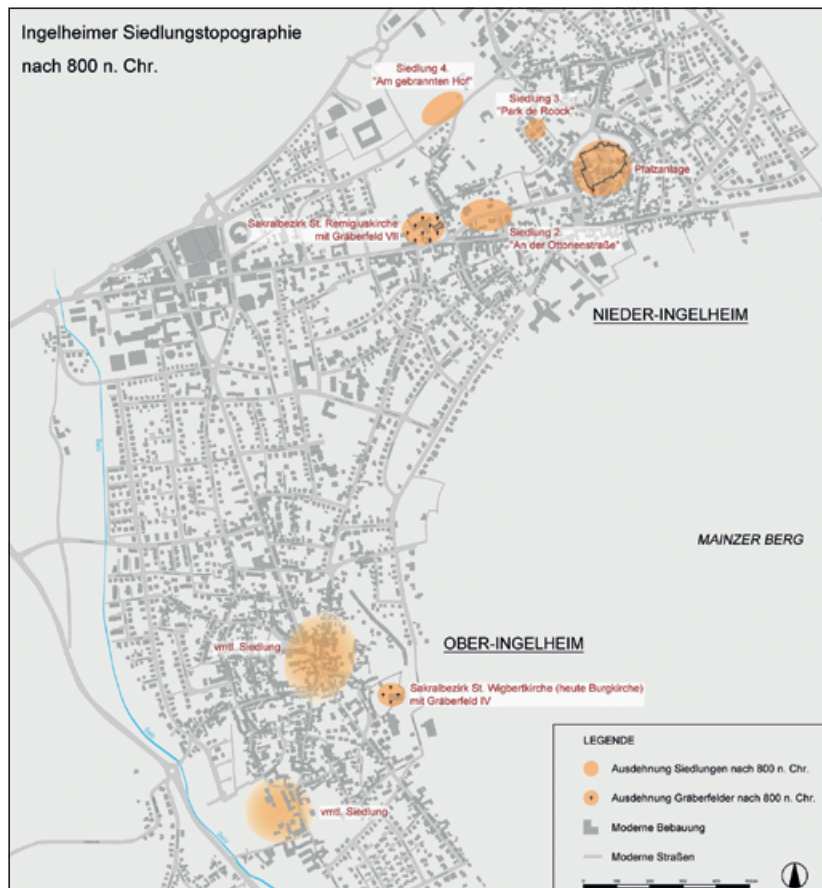 Ingelheimer Siedlungstopographie
nach 800 n. Chr.
Siedlung 4.
"Am gebrannten Hof"
Siedlung 3.
"Park de Roock"
Pfalzanlage
Sakralbezirk St. Remigiuskirche
mit Gräberfeld VII
Siedlung 2.
"An der Ottonenstraße"
NIEDER-INGELHEIM
MAINZER BERG
vmtl. Siedlung
OBER-INGELHEIM
Sakralbezirk St. Wigbertkirche (heute Burgkirche)
mit Gräberfeld IV
vmtl. Siedlung
LEGENDE
Ausdehnung Siedlungen nach 800 n. Chr.
Ausdehnung Gräberfelder nach 800 n. Chr.
Moderne Bebauung
Moderne Straßen